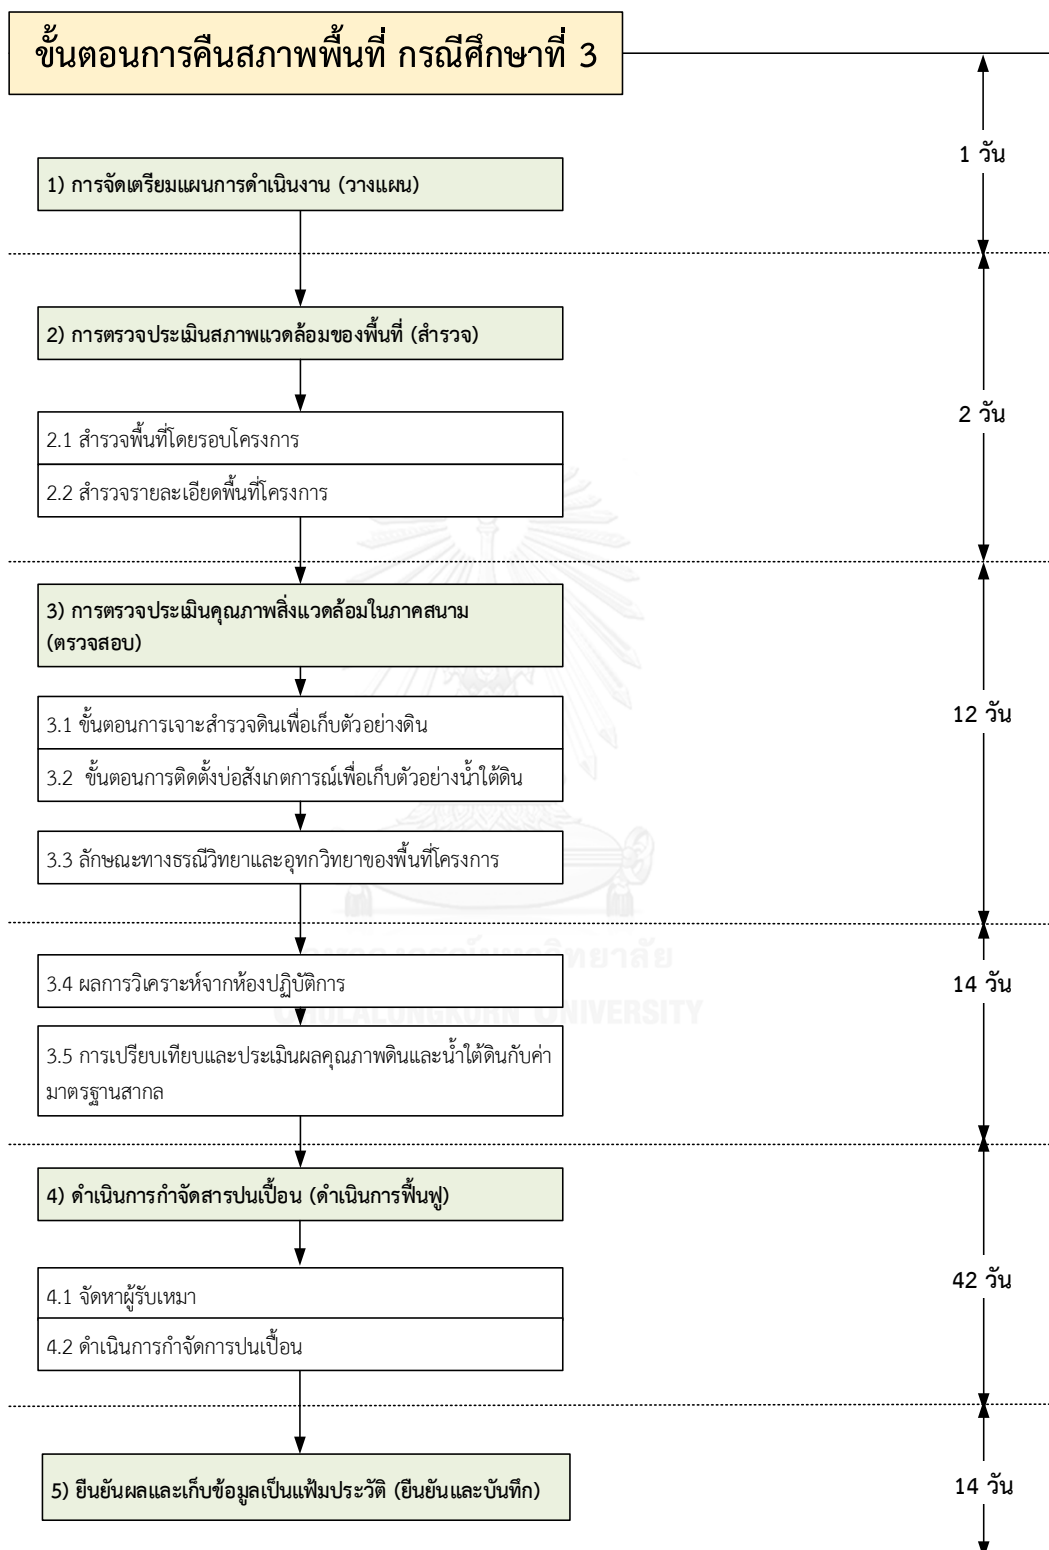 ขั้นตอนการคืนสภาพพื้นที่ กรณีศึกษาที่ 3
1 วัน
1) การจัดเตรียมแผนการดำเนินงาน (วางแผน)
2) การตรวจประเมินสภาพแวดล้อมของพื้นที่ (สำรวจ)
2 วัน
2.1 สำรวจพื้นที่โดยรอบโครงการ
2.2 สำรวจรายละเอียดพื้นที่โครงการ
3) การตรวจประเมินคุณภาพสิ่งแวดล้อมในภาคสนาม
(ตรวจสอบ)
12 วัน
3.1 ขั้นตอนการเจาะสำรวจดินเพื่อเก็บตัวอย่างดิน
3.2 ขั้นตอนการติดตั้งบ่อสังเกตการณ์เพื่อเก็บตัวอย่างน้ำใต้ดิน
3.3 ลักษณะทางธรณีวิทยาและอุทกวิทยาของพื้นที่โครงการ
3.4 ผลการวิเคราะห์จากห้องปฏิบัติการ
14 วัน
CHULALONGKORN UNIVERSITY
3.5 การเปรียบเทียบและประเมินผลคุณภาพดินและน้ำใต้ดินกับค่า
มาตรฐานสากล
4) ดำเนินการกำจัดสารปนเปื้อน (ดำเนินการฟื้นฟู)
42 วัน
4.1 จัดหาผู้รับเหมา
4.2 ดำเนินการกำจัดการปนเปื้อน
5) ยืนยันผลและเก็บข้อมูลเป็นแฟ้มประวัติ (ยืนยันและบันทึก)
14 วัน